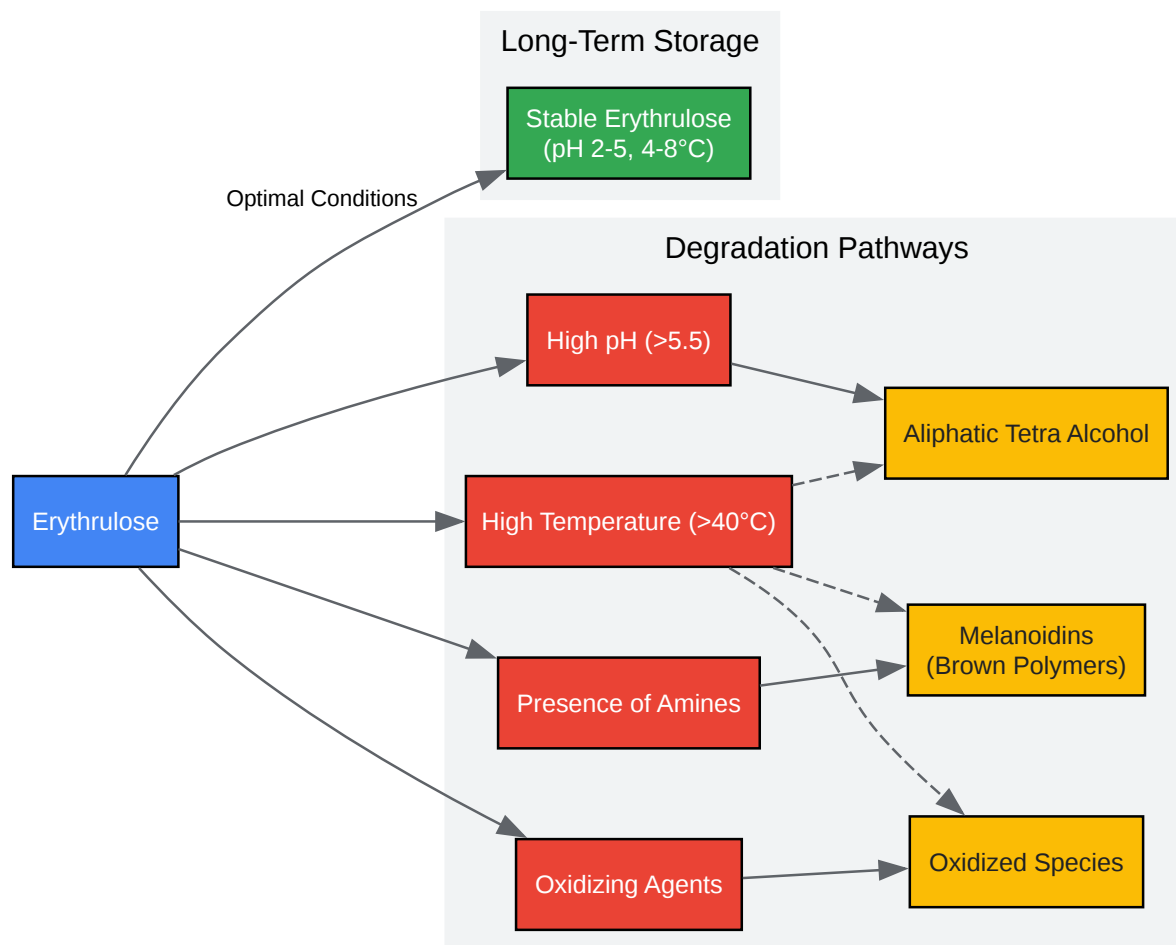 Long-Term Storage
Stable Erythrulose
(pH 2-5, 4-8°C)
Optimal Conditions
Degradation Pathways
High pH (>5.5)
Aliphatic Tetra Alcohol
Erythrulose
High Temperature (>40°C)
Melanoidins
(Brown Polymers)
Presence of Amines
Oxidized Species
Oxidizing Agents